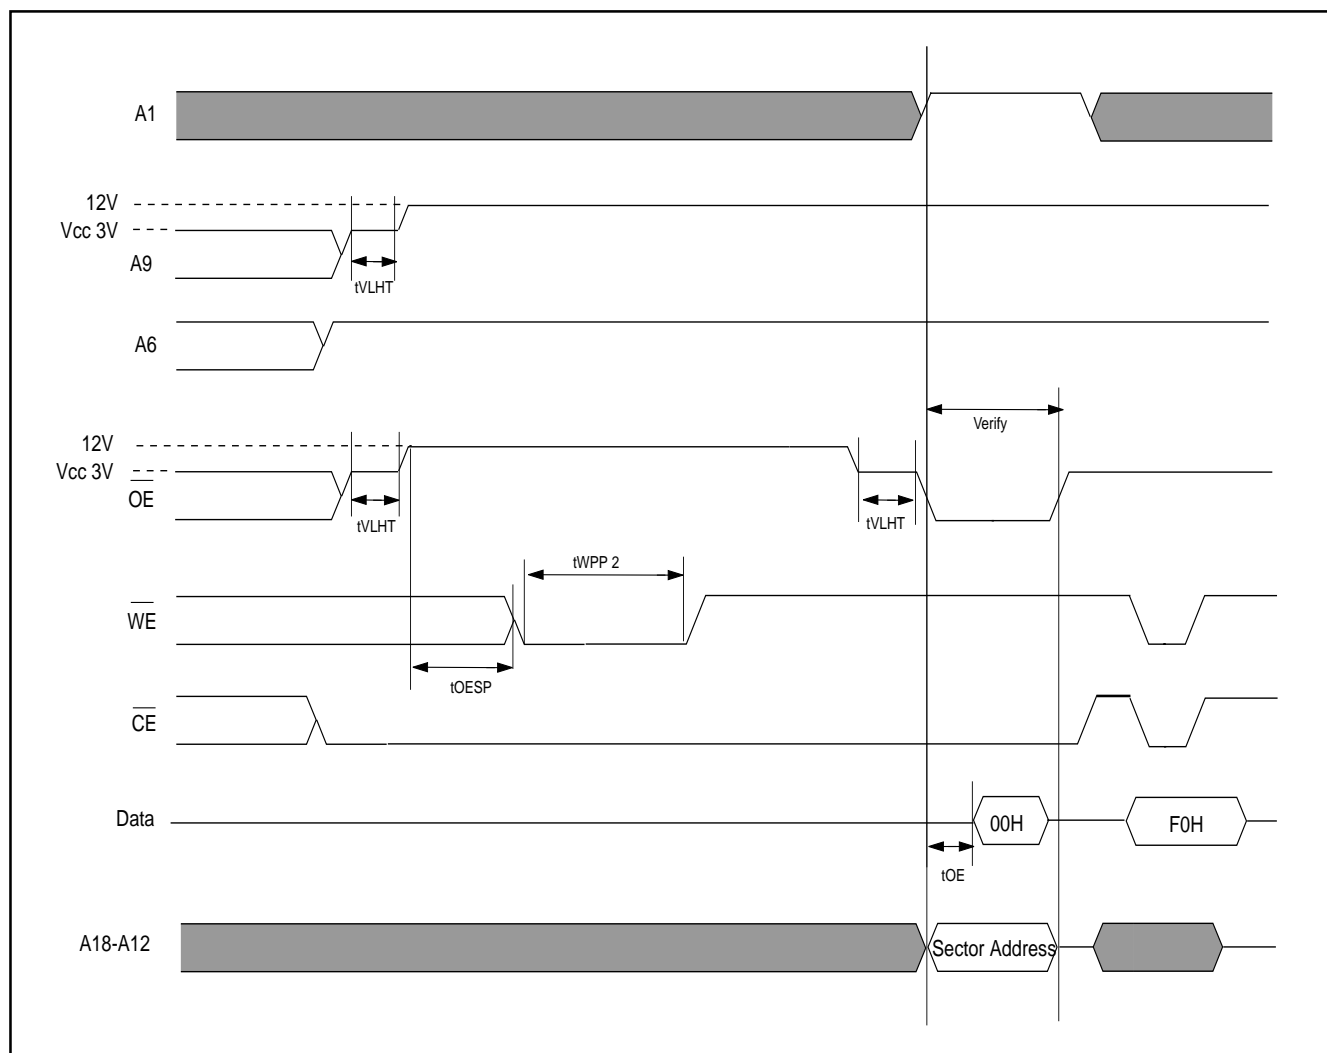 A1
12V
Vcc 3V
A9
tVLHT
A6
Verify
12V
Vcc 3V
OE
tVLHT
tVLHT
tWPP 2
WE
tOESP
CE
Data
00H
F0H
tOE
A18-A12
Sector Address